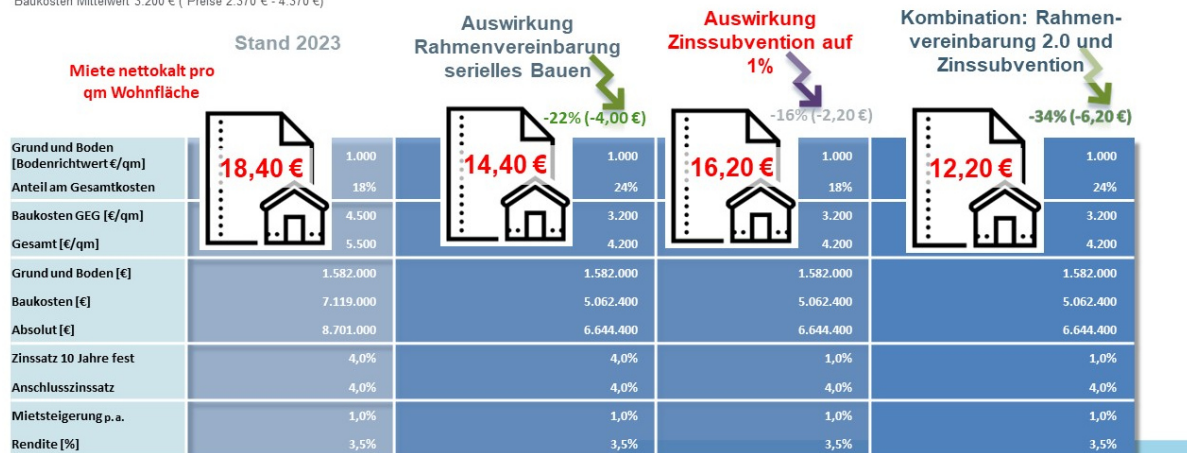 Baukosten Mittelwert 3.200 € ( Preise 2.370 € - 4.370 €)
Miete nettokalt pro
qm Wohnfläche
Stand 2023
Auswirkung
Rahmenvereinbarung
serielles Bauen
Auswirkung
Zinssubvention auf
1%
Kombination: Rahmen-
vereinbarung 2.0 und
Zinssubvention
-22% (-4,00 €)
-16% (-2,20 €)
-34% (-6,20 €)
18,40 €
14,40 €
16,20 €
12,20 €
Grund und Boden
[Bodenrichtwert €/qm] 1.000 1.000 1.000 1.000
Anteil am Gesamtkosten 18% 24% 18% 24%
Baukosten GEG [€/qm] 4.500 3.200 3.200 3.200
Gesamt [€/qm] 5.500 4.200 4.200 4.200
Grund und Boden [€] 1.582.000 1.582.000 1.582.000 1.582.000
Baukosten [€] 7.119.000 5.062.400 5.062.400 5.062.400
Absolut [€] 8.701.000 6.644.400 6.644.400 6.644.400
Zinssatz 10 Jahre fest 4,0% 4,0% 1,0% 1,0%
Anschlusszinssatz 4,0% 4,0% 4,0% 4,0%
Mietsteigerung p.a. 1,0% 1,0% 1,0% 1,0%
Rendite [%] 3,5% 3,5% 3,5% 3,5%